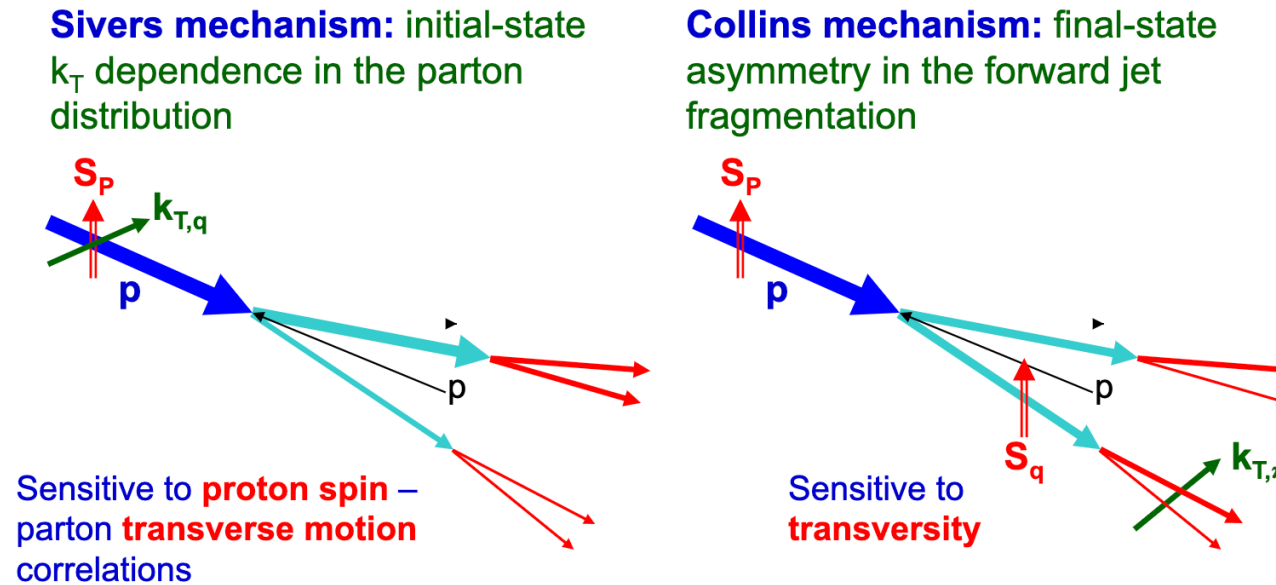 Sivers mechanism: initial-state
k_T dependence in the parton
distribution
S_P
k_T,q
p
p
Sensitive to proton spin –
parton transverse motion
correlations
Collins mechanism: final-state
asymmetry in the forward jet
fragmentation
S_P
p
p
S_q
k_T,
Sensitive to
transversity